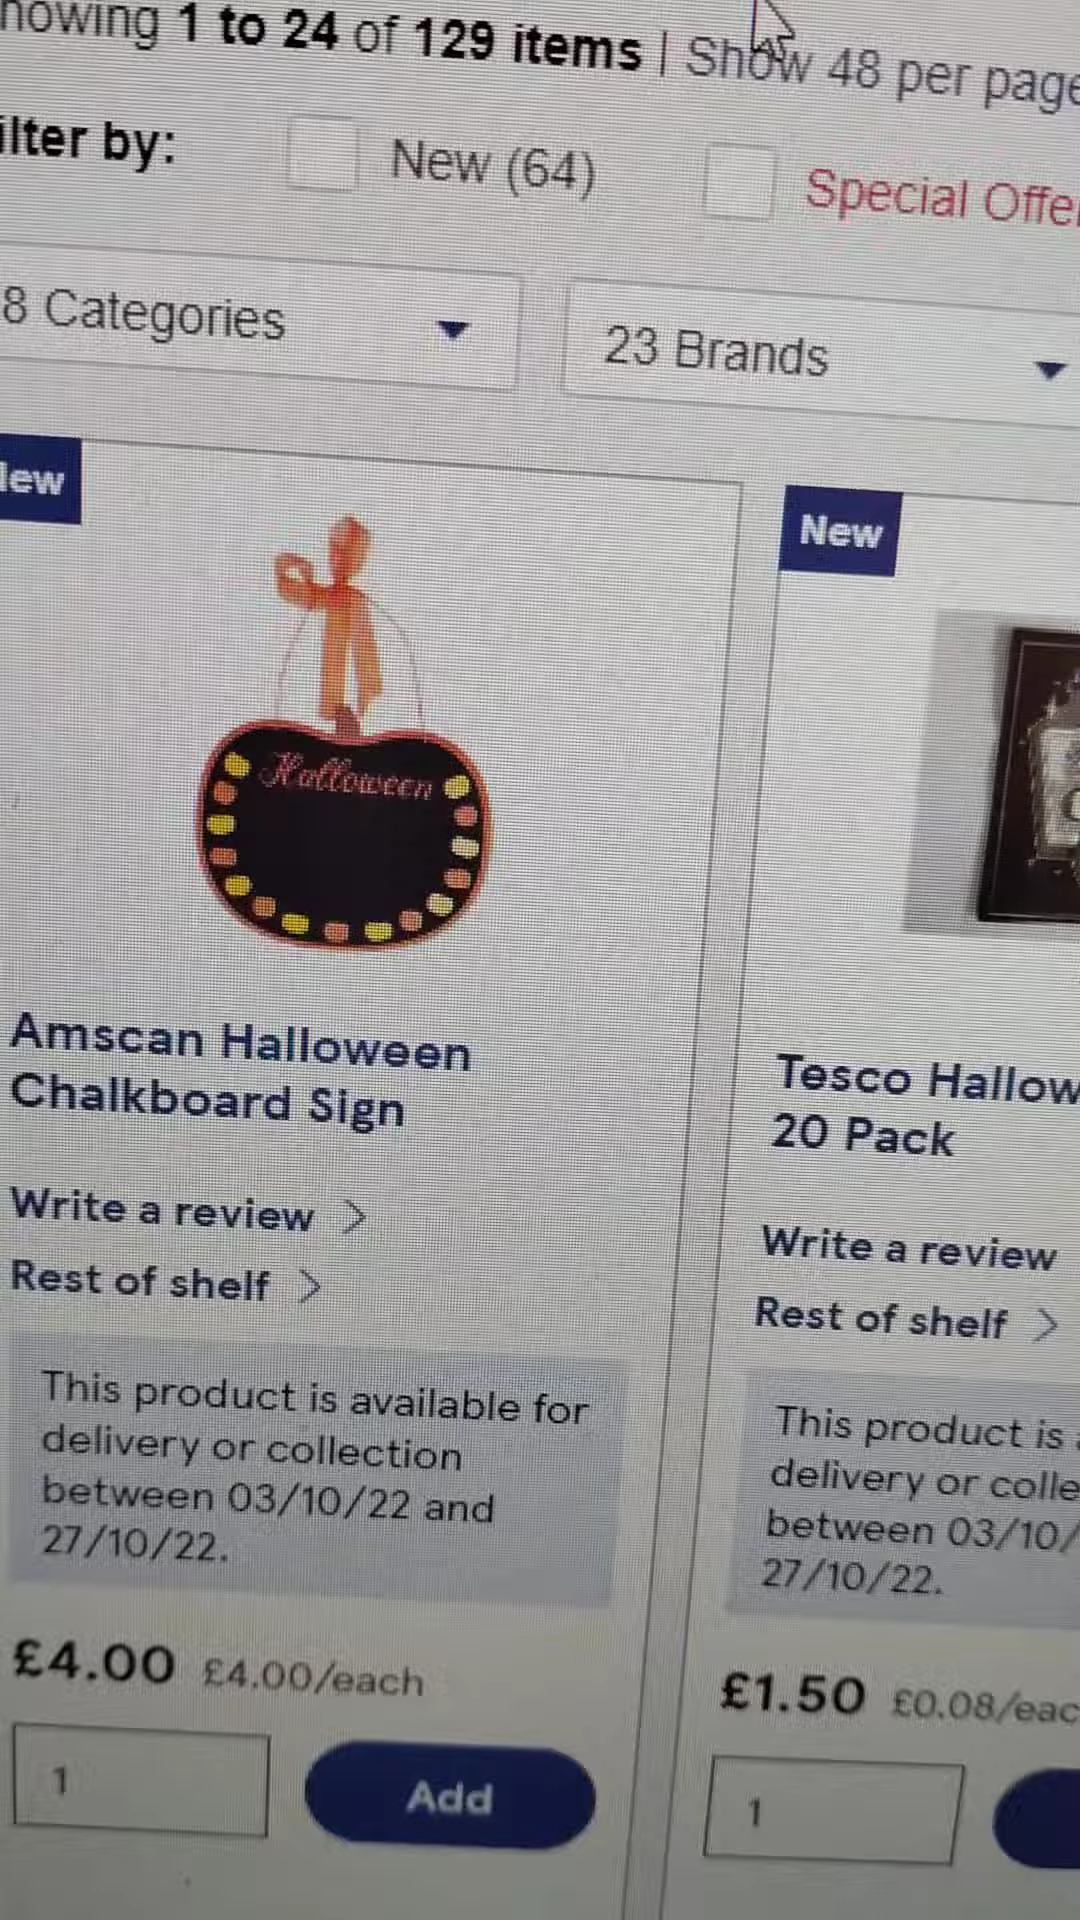 howing 1 to 24 of 129 items | Show 48 per page
ilter by:
New (64)
Special Offer
8 Categories
23 Brands
New
New
Halloween
Amscan Halloween
Chalkboard Sign
Write a review >
Rest of shelf >
This product is available for
delivery or collection
between 03/10/22 and
27/10/22.
£4.00 £4.00/each
1
Add
Tesco Hallow
20 Pack
Write a review
Rest of shelf >
This product is
delivery or colle
between 03/10/
27/10/22.
£1.50 £0.08/eac
1